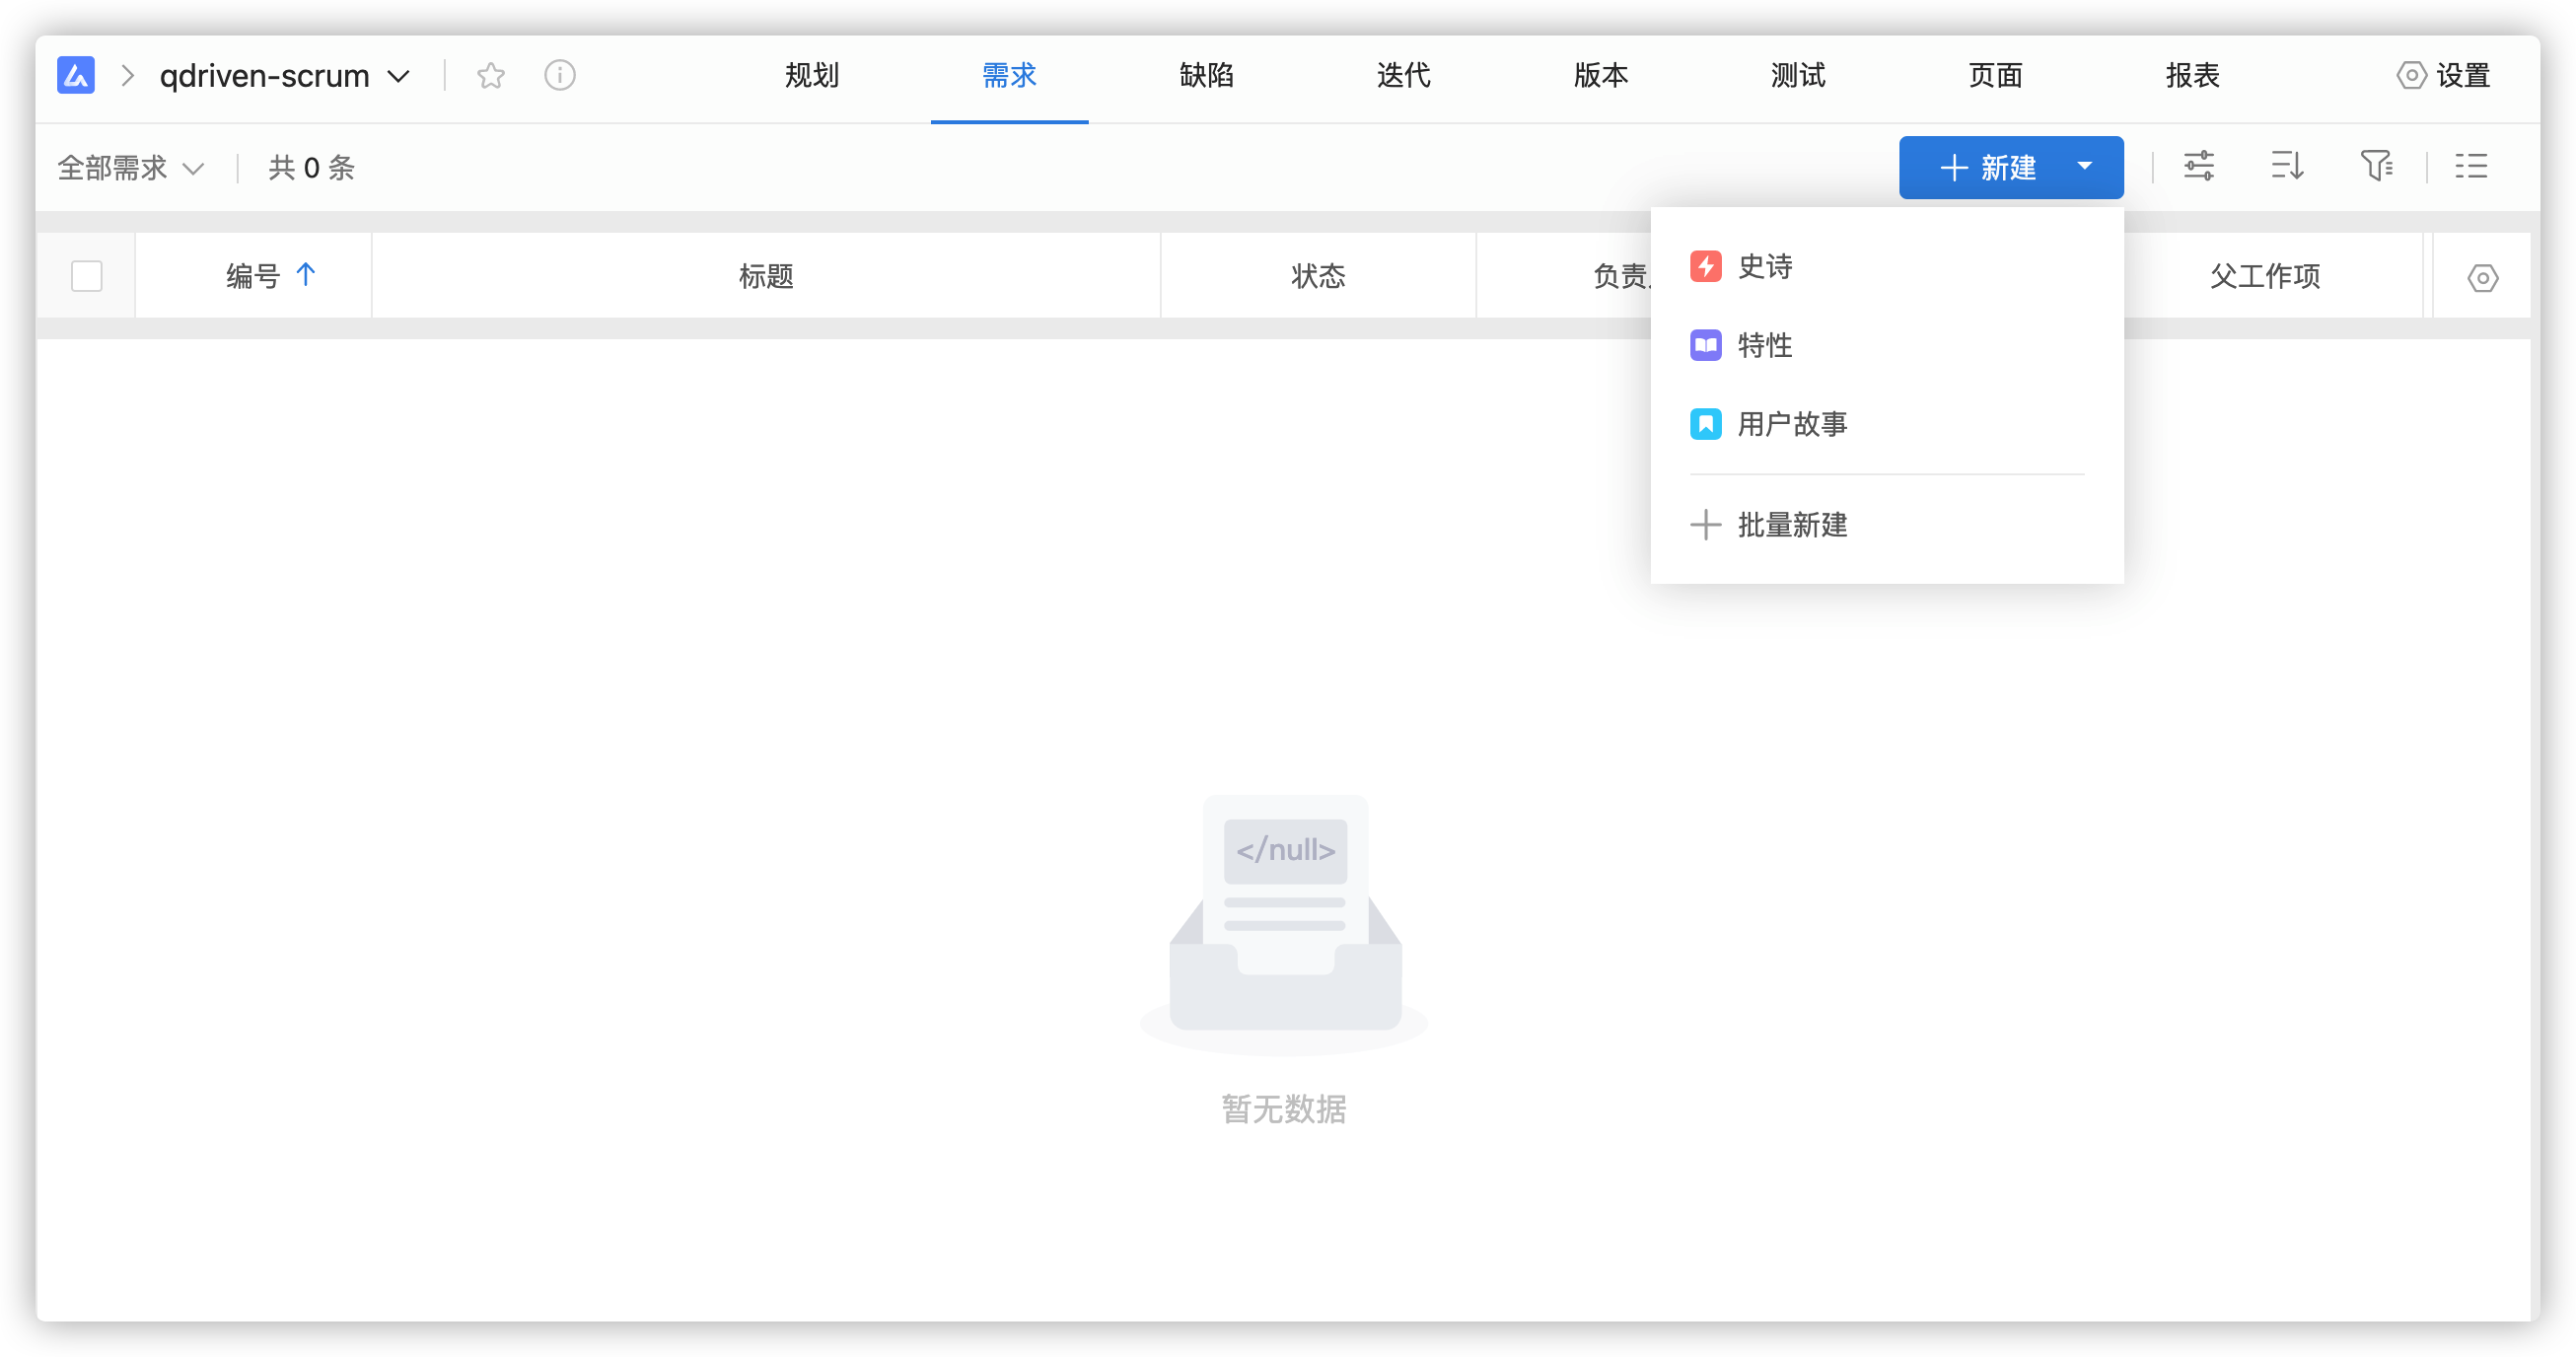 qdriven-scrum 规划 需求 缺陷 迭代 版本 测试 页面 报表 设置
全部需求 共 0 条 新建
编号 标题 状态 负责 父工作项
史诗
特性
用户故事
批量新建
</null>
暂无数据